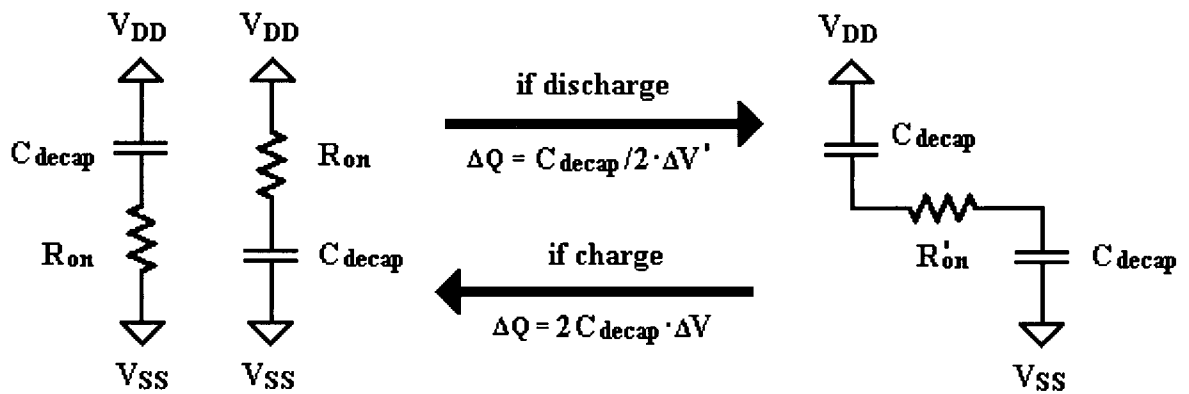 VDD VDD
Cdecap
Ron
VSS
Ron
Cdecap
VSS
if discharge
ΔQ = Cdecap/2·ΔV'
if charge
ΔQ = 2Cdecap·ΔV
VDD
Cdecap
R'on
Cdecap
VSS